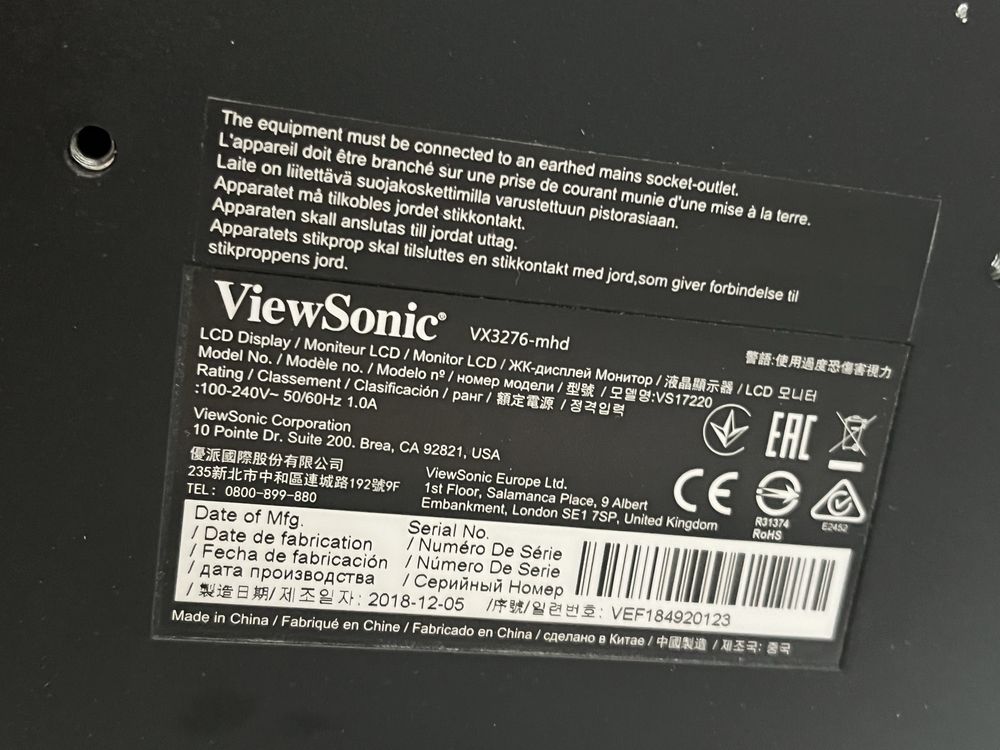 The equipment must be connected to an earthed mains socket-outlet.
L'appareil doit être branché sur une prise de courant munie d'une mise à la terre.
Laite on liitettävä suojakoskettimilla varustettuun pistorasiaan.
Apparatet må tilkobles jordet stikkontakt.
Apparaten skall anslutas till jordat uttag.
Apparatets stikprop skal tilsluttes en stikkontakt med jord,som giver forbindelse til
stikproppens jord.
ViewSonic® VX3276-mhd
警語:使用過度恐傷害視力
LCD Display / Moniteur LCD / Monitor LCD / ЖК-дисплей Монитор / 液晶顯示器 / LCD 모니터
Model No. / Modèle no. / Modelo nº / номер модели / 型號 / 모델명:VS17220
Rating / Classement / Clasificación / ранг / 額定電源 / 정격입력
:100-240V~ 50/60Hz 1.0A
ViewSonic Corporation
10 Pointe Dr. Suite 200. Brea, CA 92821, USA
優派國際股份有限公司
235新北市中和區連城路192號9F
TEL: 0800-899-880
ViewSonic Europe Ltd.
1st Floor, Salamanca Place, 9 Albert
Embankment, London SE1 7SP, United Kingdom
EAC
CE
R31374
RoHS
E2452
Date of Mfg.
/ Date de fabrication
/ Fecha de fabricación
/ дата производства
/ 製造日期/ 제조 일자: 2018-12-05
Serial No.
/ Numéro De Série
/ Número De Serie
/ Серийный Номер
/序號/일련번호: VEF184920123
Made in China / Fabriqué en Chine / Fabricado en China / сделано в Китае / 中國製造 / 제조국: 중국